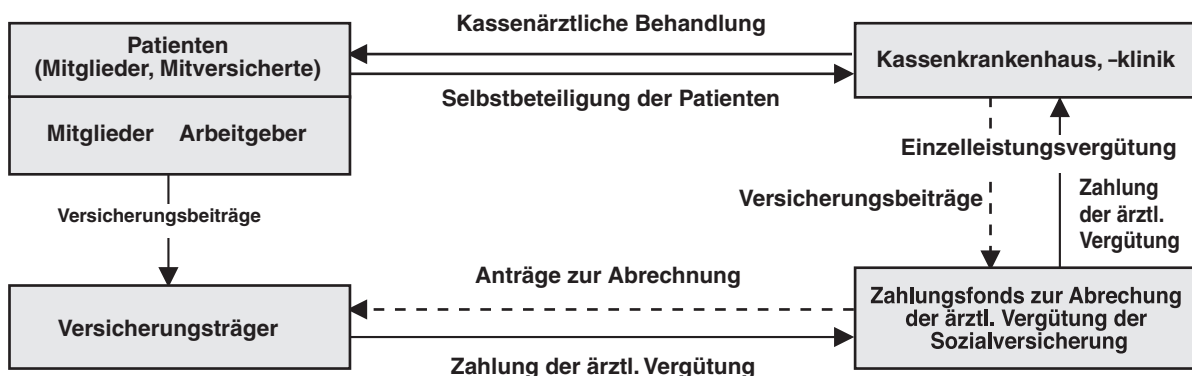 Kassenärztliche Behandlung
Patienten
(Mitglieder, Mitversicherte)
Kassenkrankenhaus, –klinik
Selbstbeteiligung der Patienten
Mitglieder Arbeitgeber
Einzelleistungsvergütung
Versicherungsbeiträge
Versicherungsbeiträge
Zahlung
der ärztl.
Vergütung
Anträge zur Abrechnung
Versicherungsträger
Zahlungsfonds zur Abrechung
der ärztl. Vergütung der
Sozialversicherung
Zahlung der ärztl. Vergütung